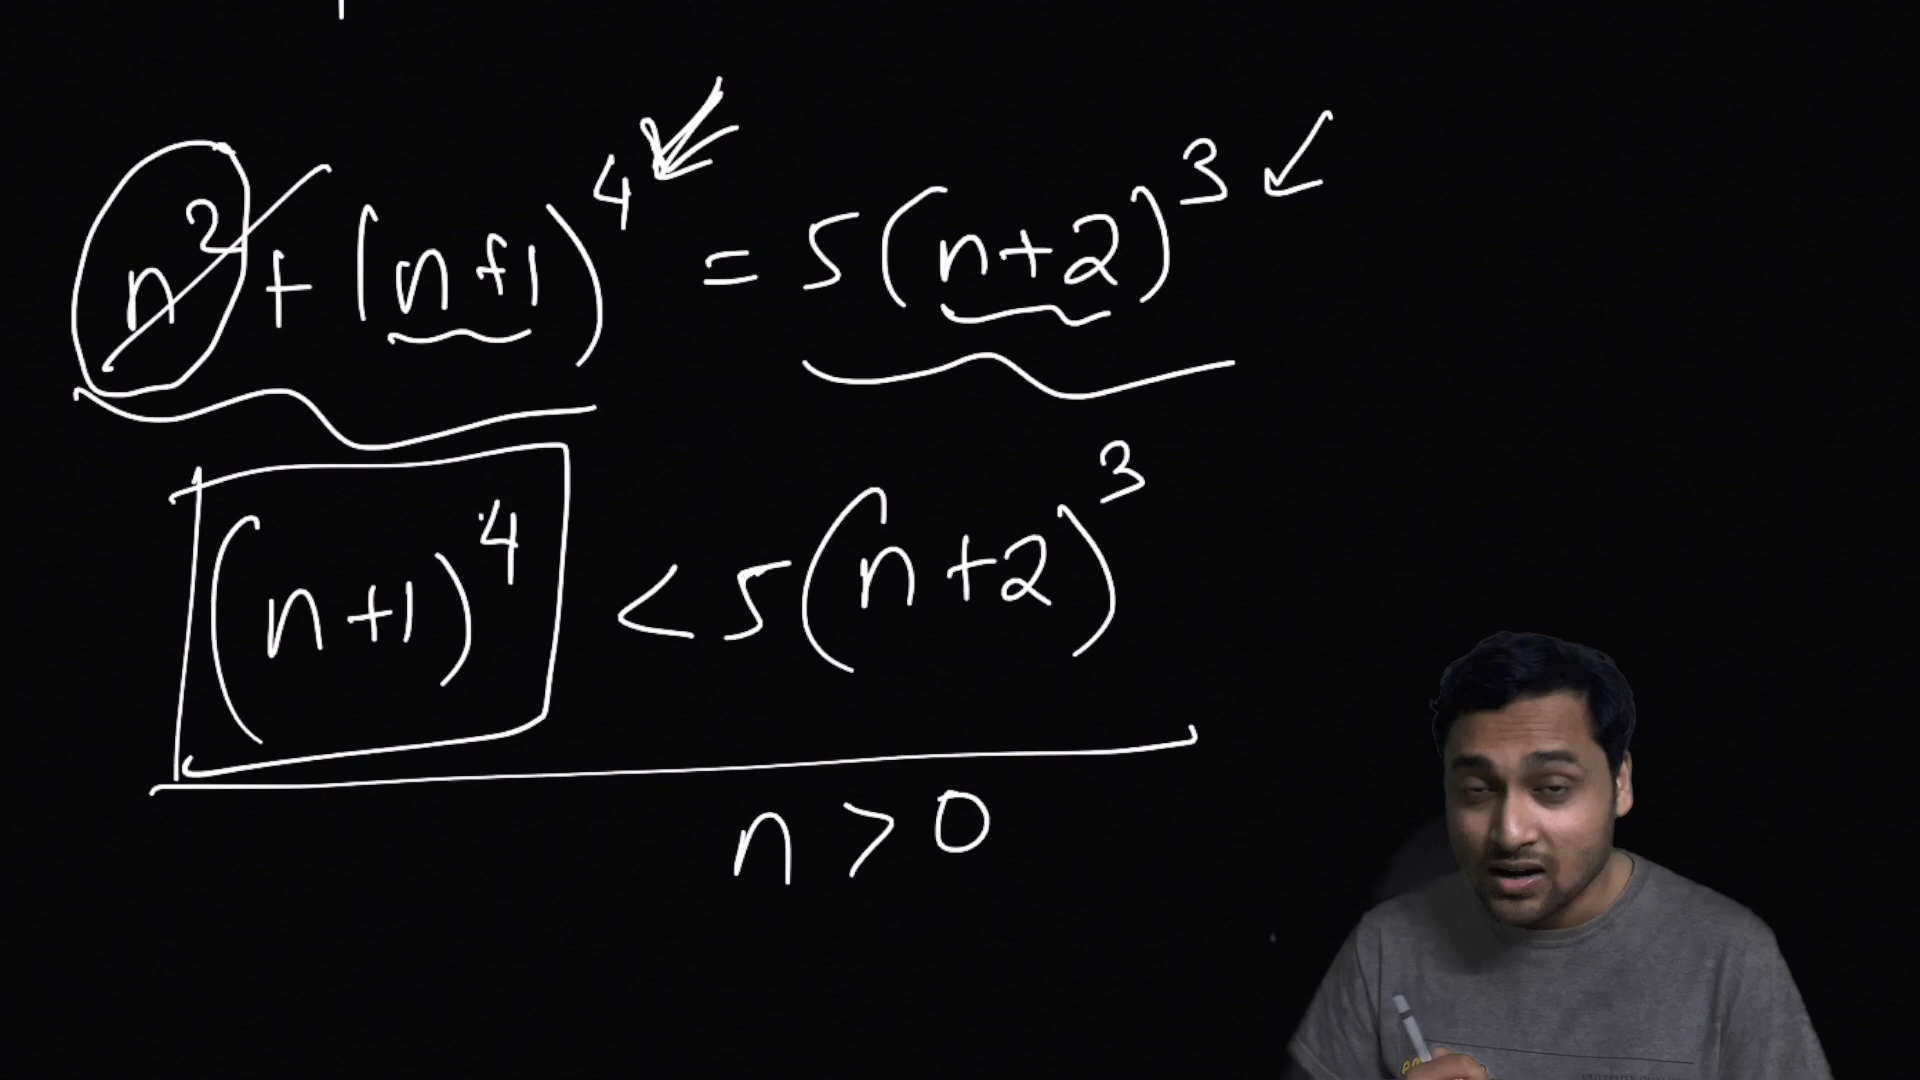 n² + (n+1)⁴ = 5(n+2)³
(n+1)⁴ < 5(n+2)³
n > 0